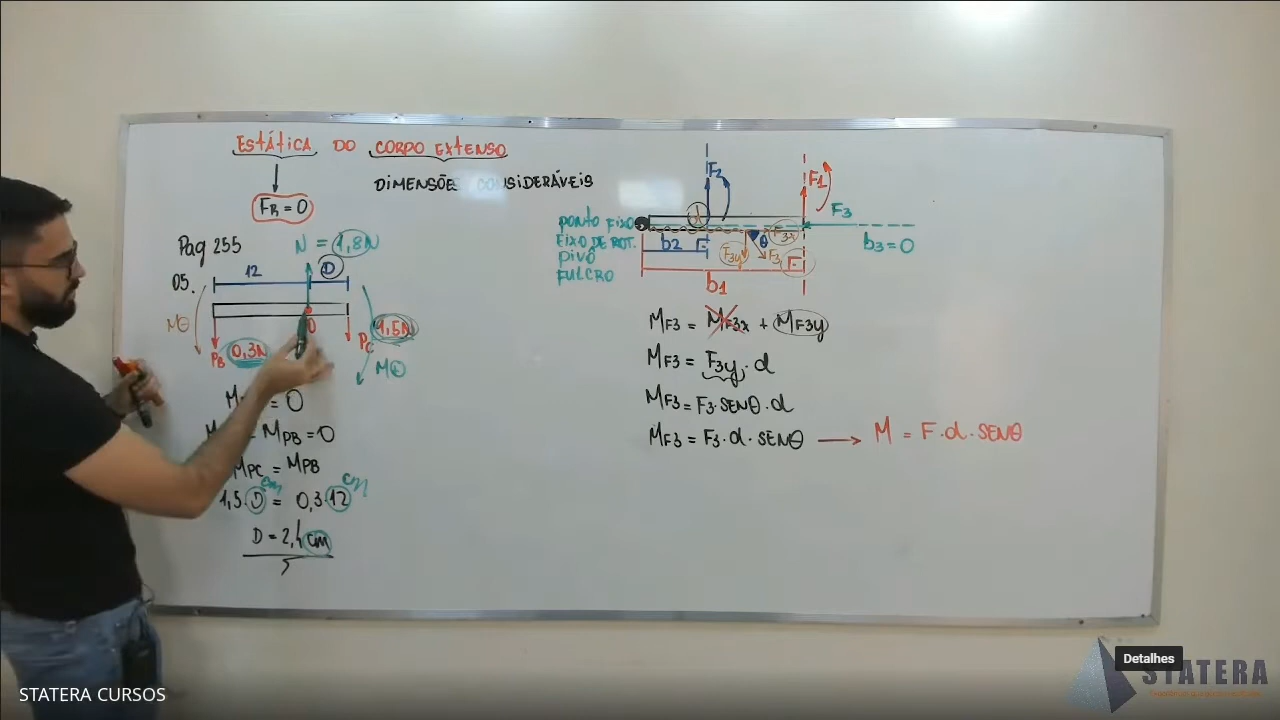 ESTÁTICA DO CORPO EXTENSO
DIMENSÕES CONSIDERÁVEIS
FR = 0
Pag 255
N = 1,8N
05.
12
D
MΘ
PB 0,3N
O
PC 1,5N
M⊕
= 0
MPB = 0
MPC = MPB
1,5 . D = 0,3 . 12
cm
cm
D = 2,4 cm
F2
F1
F3
d
PONTO FIXO
EIXO DE ROT.
PIVÔ
FULCRO
b2
b1
θ
F3x
F3y
F3
b3 = 0
MF3 = MF3x + MF3y
MF3 = F3y . d
MF3 = F3 . SENθ . d
MF3 = F3 . d . SENθ → M = F . d . SENθ
Detalhes
STATERA
STATERA CURSOS